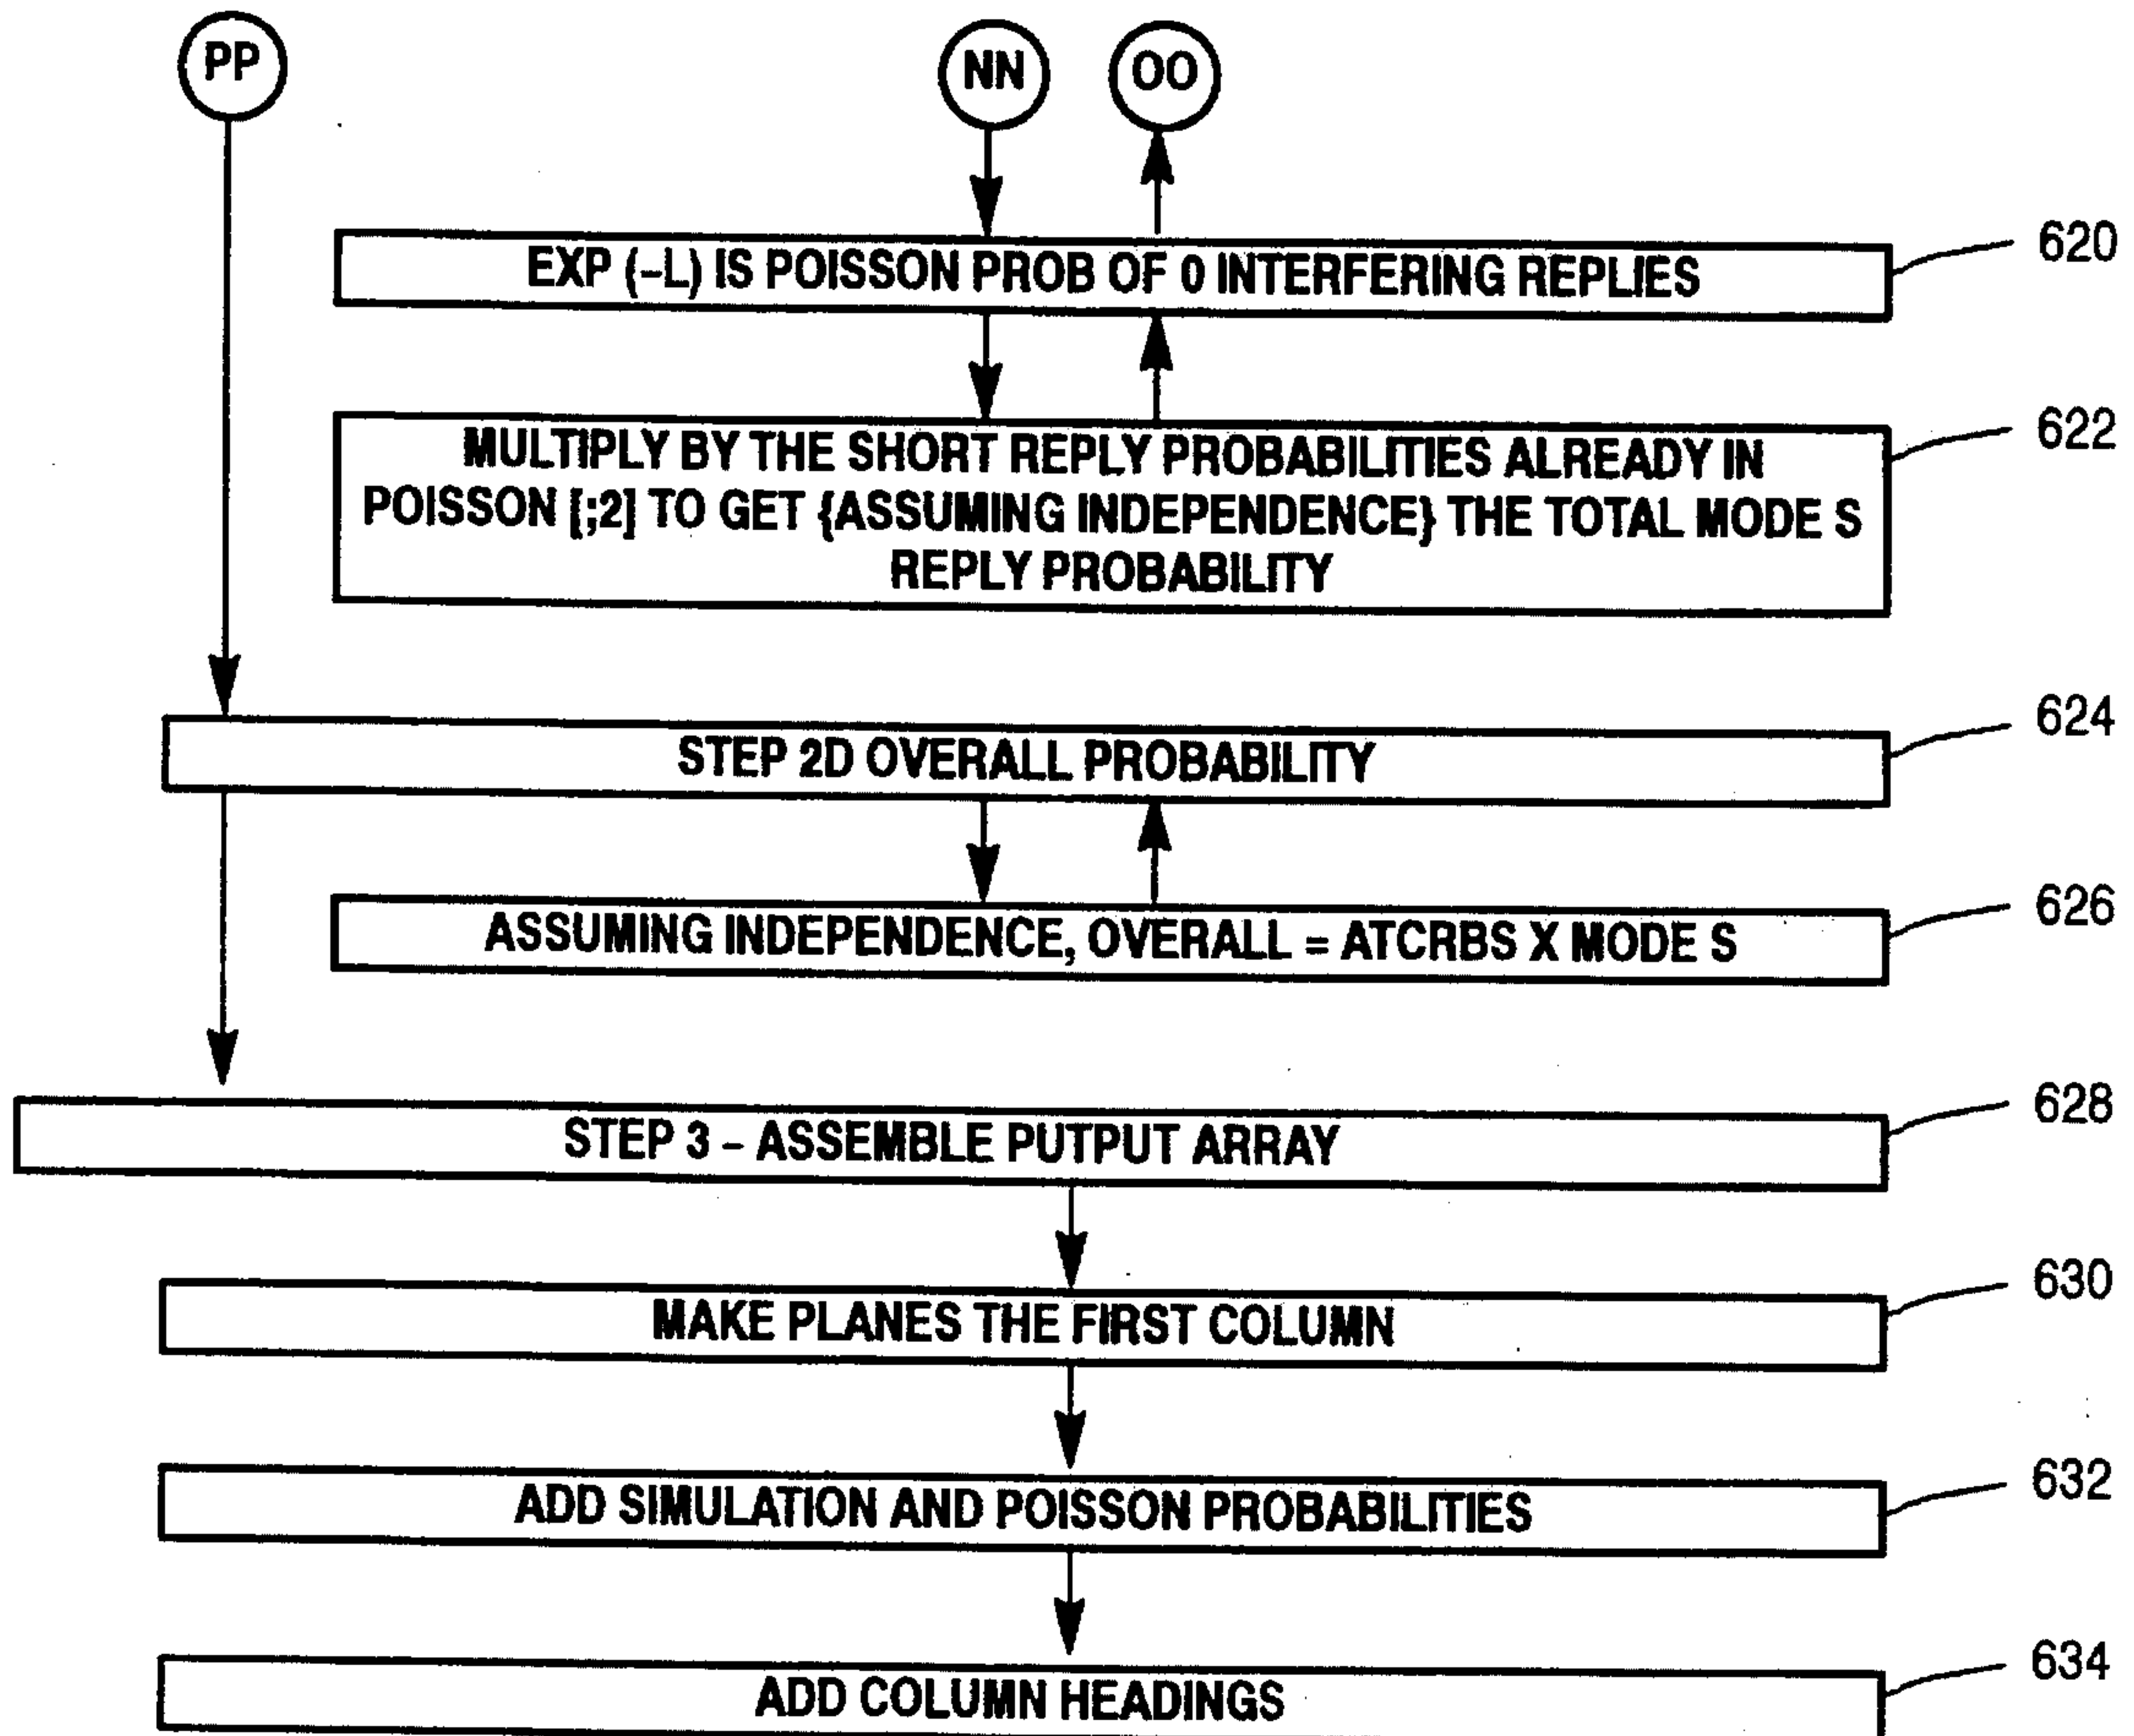 PP
NN
OO
EXP (-L) IS POISSON PROB OF 0 INTERFERING REPLIES
620
MULTIPLY BY THE SHORT REPLY PROBABILITIES ALREADY IN
POISSON [;2] TO GET {ASSUMING INDEPENDENCE} THE TOTAL MODE S
REPLY PROBABILITY
622
STEP 2D OVERALL PROBABILITY
624
ASSUMING INDEPENDENCE, OVERALL = ATCRBS X MODE S
626
STEP 3 – ASSEMBLE PUTPUT ARRAY
628
MAKE PLANES THE FIRST COLUMN
630
ADD SIMULATION AND POISSON PROBABILITIES
632
ADD COLUMN HEADINGS
634